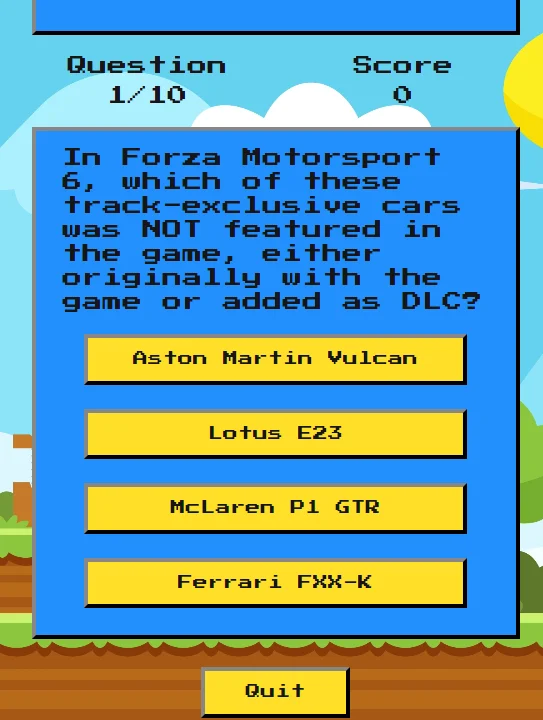 Question
Score
1/10
0
In Forza Motorsport
6, which of these
track-exclusive cars
was NOT featured in
the game, either
originally with the
game or added as DLC?
Aston Martin Vulcan
Lotus E23
McLaren P1 GTR
Ferrari FXX-K
Quit